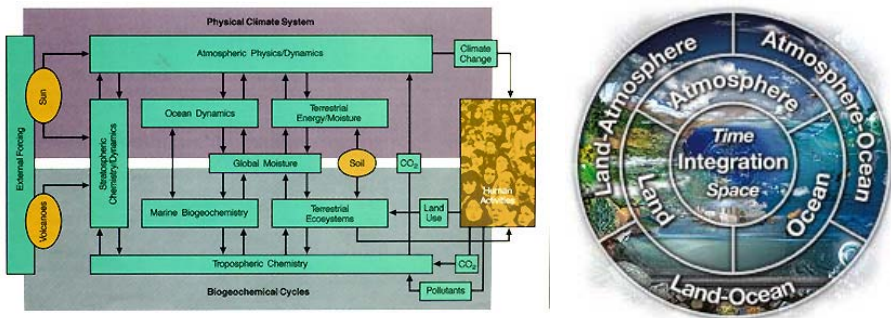 Physical Climate System
Atmospheric Physics/Dynamics
Climate
Change
Sun
External Forcing
Stratospheric
Chemistry/Dynamics
Ocean Dynamics
Terrestrial
Energy/Moisture
Global Moisture
Soil
CO₂
Human
Activities
Volcanoes
Marine Biogeochemistry
Terrestrial
Ecosystems
Land
Use
Tropospheric Chemistry
CO₂
Pollutants
Biogeochemical Cycles
Land-Atmosphere
Atmosphere-Ocean
Atmosphere
Time
Integration
Space
Land
Ocean
Land-Ocean